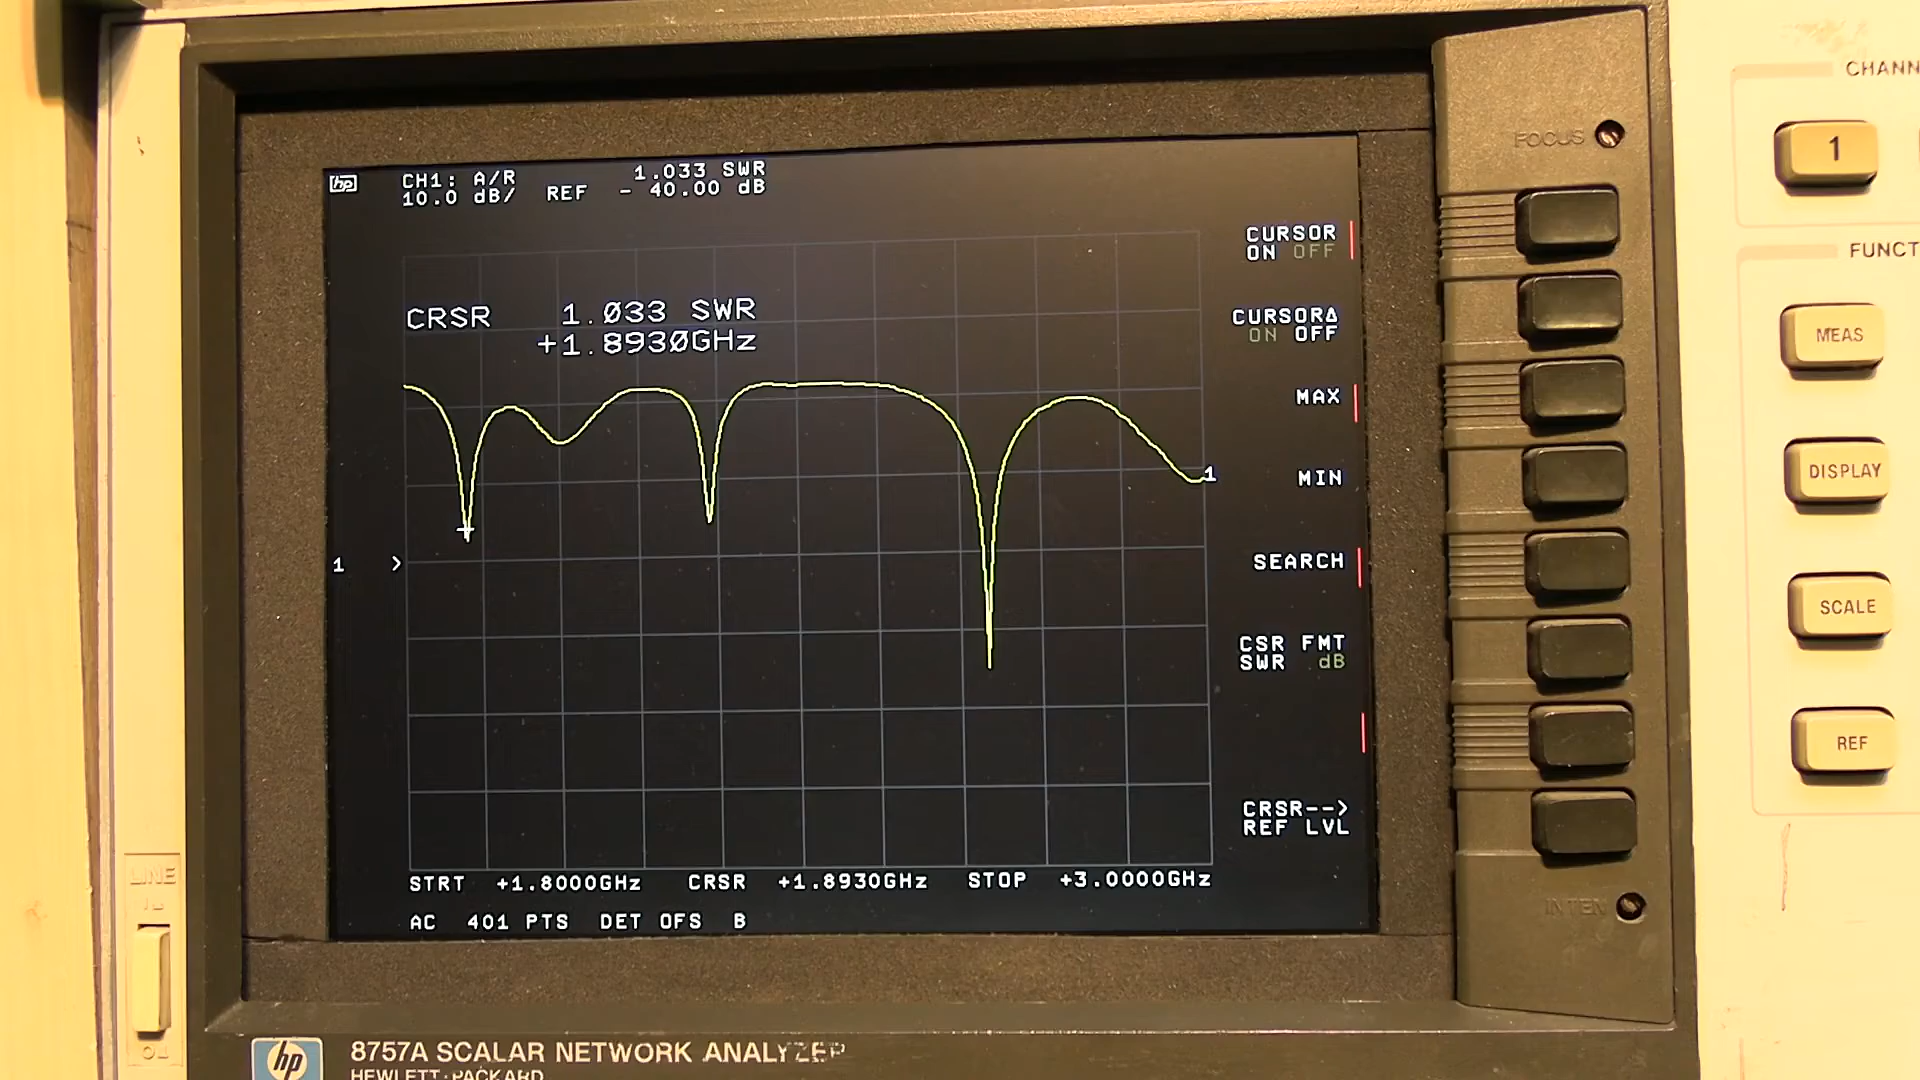 hp
CH1: A/R 1.033 SWR
10.0 dB/ REF - 40.00 dB
CRSR 1.033 SWR
+1.8930GHz
CURSOR
ON OFF
CURSORΔ
ON OFF
MAX
MIN
SEARCH
CSR FMT
SWR dB
CRSR-->
REF LVL
1
1 >
STRT +1.8000GHz CRSR +1.8930GHz STOP +3.0000GHz
AC 401 PTS DET OFS B
FOCUS
INTEN
LINE
CHANN
1
FUNCT
MEAS
DISPLAY
SCALE
REF
hp 8757A SCALAR NETWORK ANALYZER
HEWLETT·PACKARD